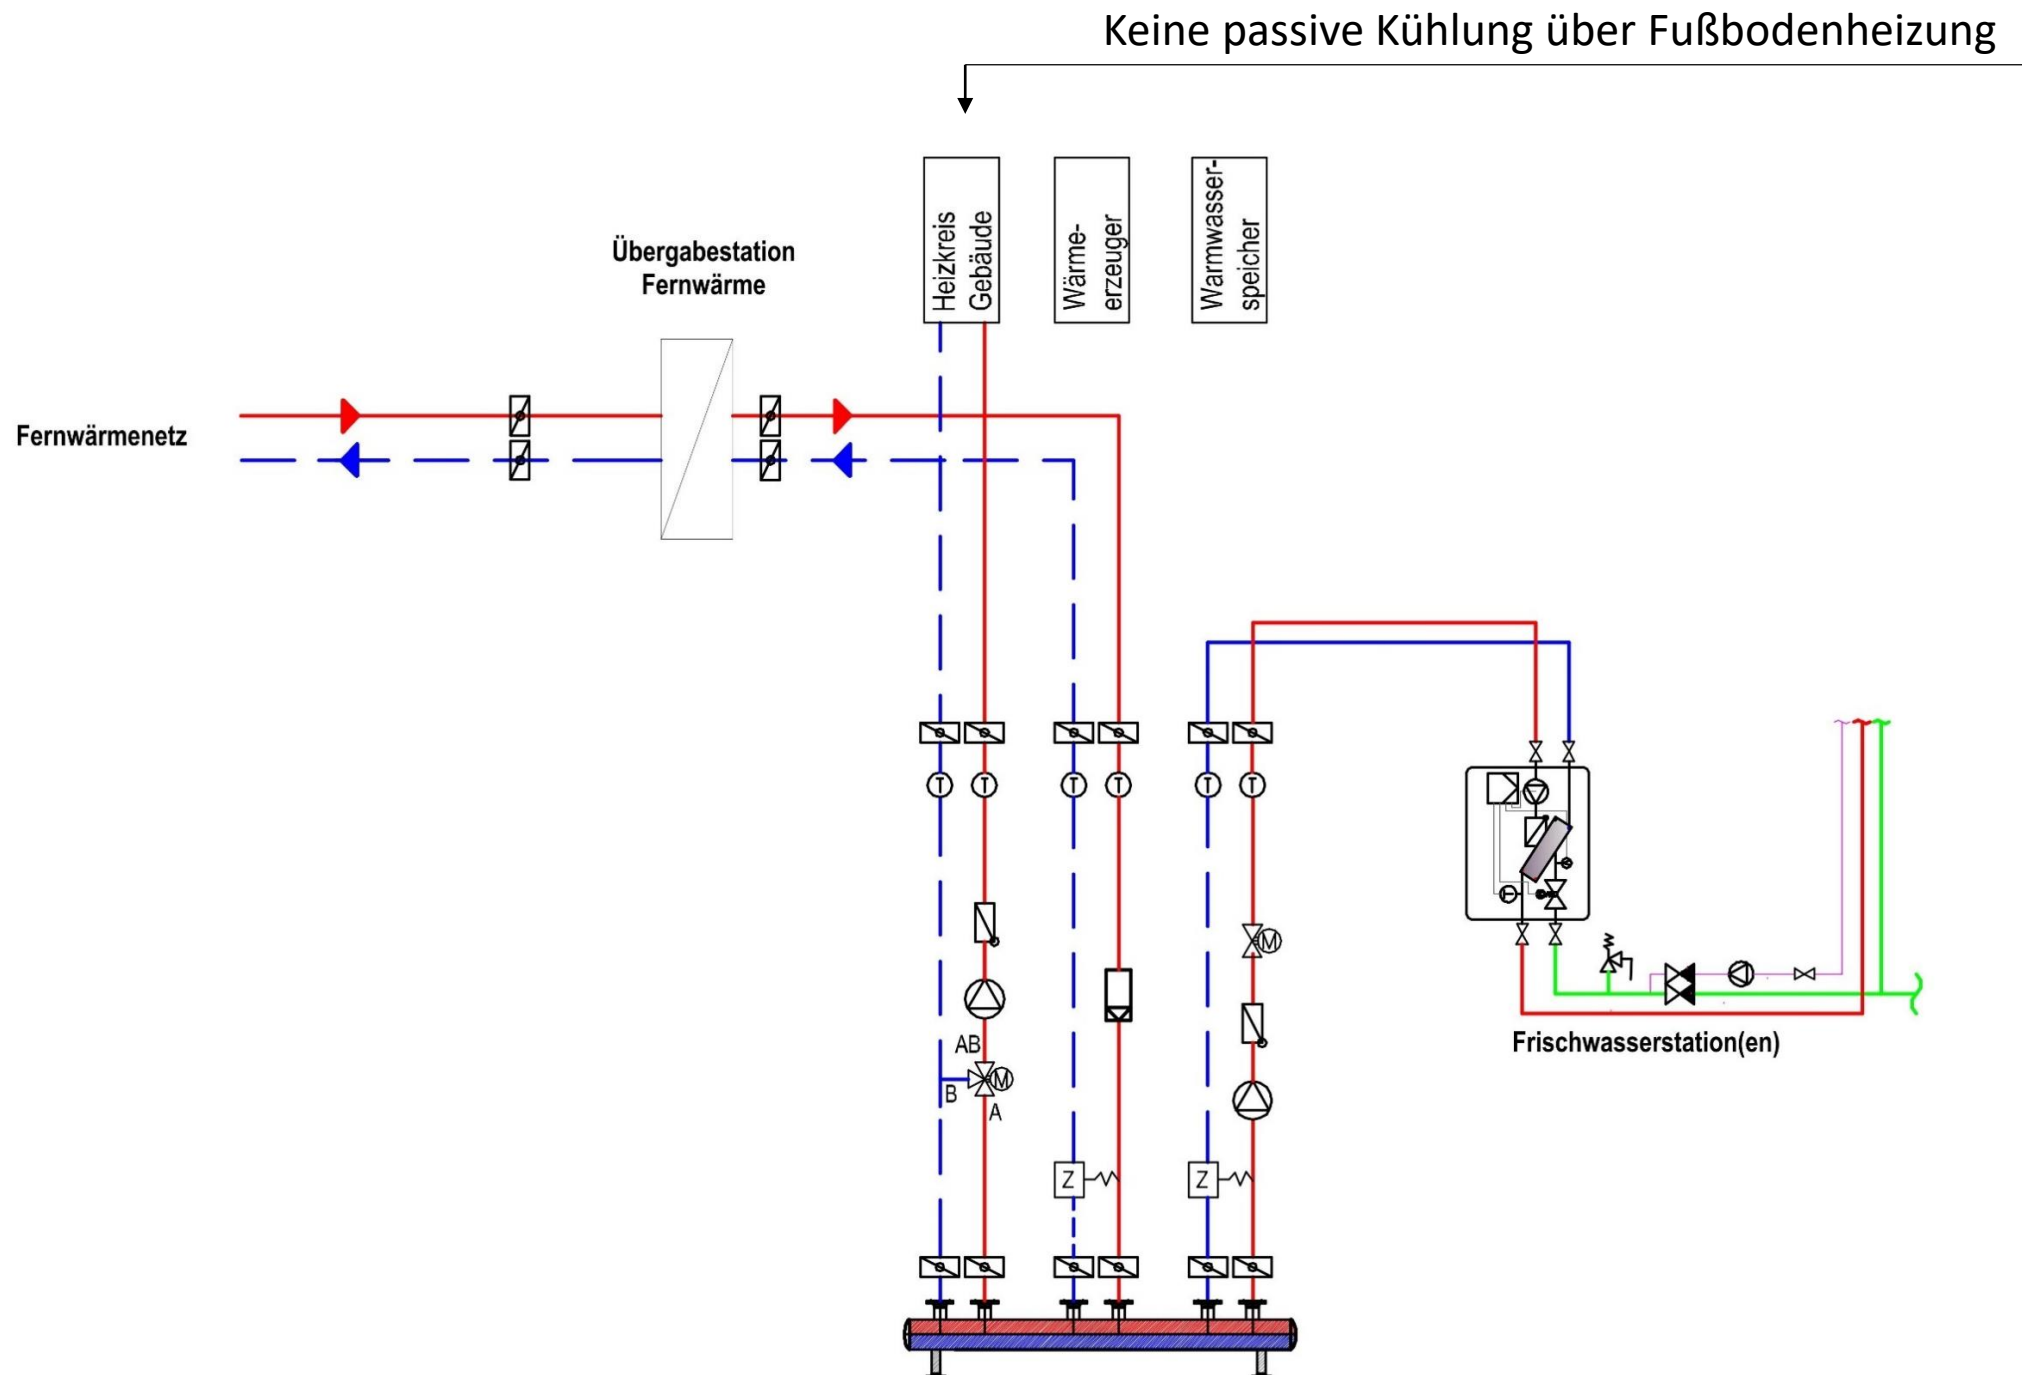 Keine passive Kühlung über Fußbodenheizung
Heizkreis
Gebäude
Wärme-
erzeuger
Warmwasser-
speicher
Übergabestation
Fernwärme
Fernwärmenetz
T
T
T
T
T
T
M
AB
M
B
A
Z
Z
Frischwasserstation(en)